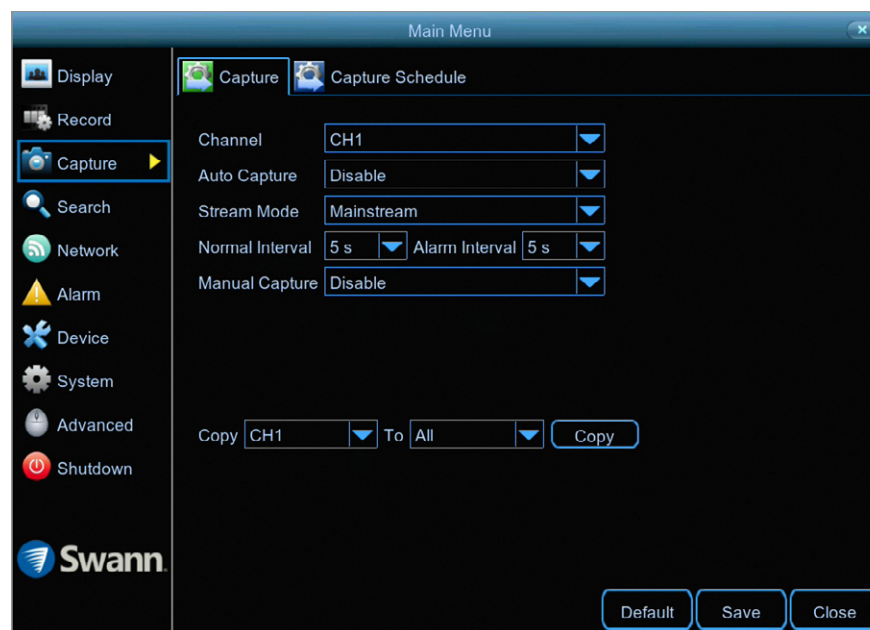 Main Menu
Display
Record
Capture
Search
Network
Alarm
Device
System
Advanced
Shutdown
Swann
Capture
Capture Schedule
Channel CH1
Auto Capture Disable
Stream Mode Mainstream
Normal Interval 5 s Alarm Interval 5 s
Manual Capture Disable
Copy CH1 To All Copy
Default Save Close